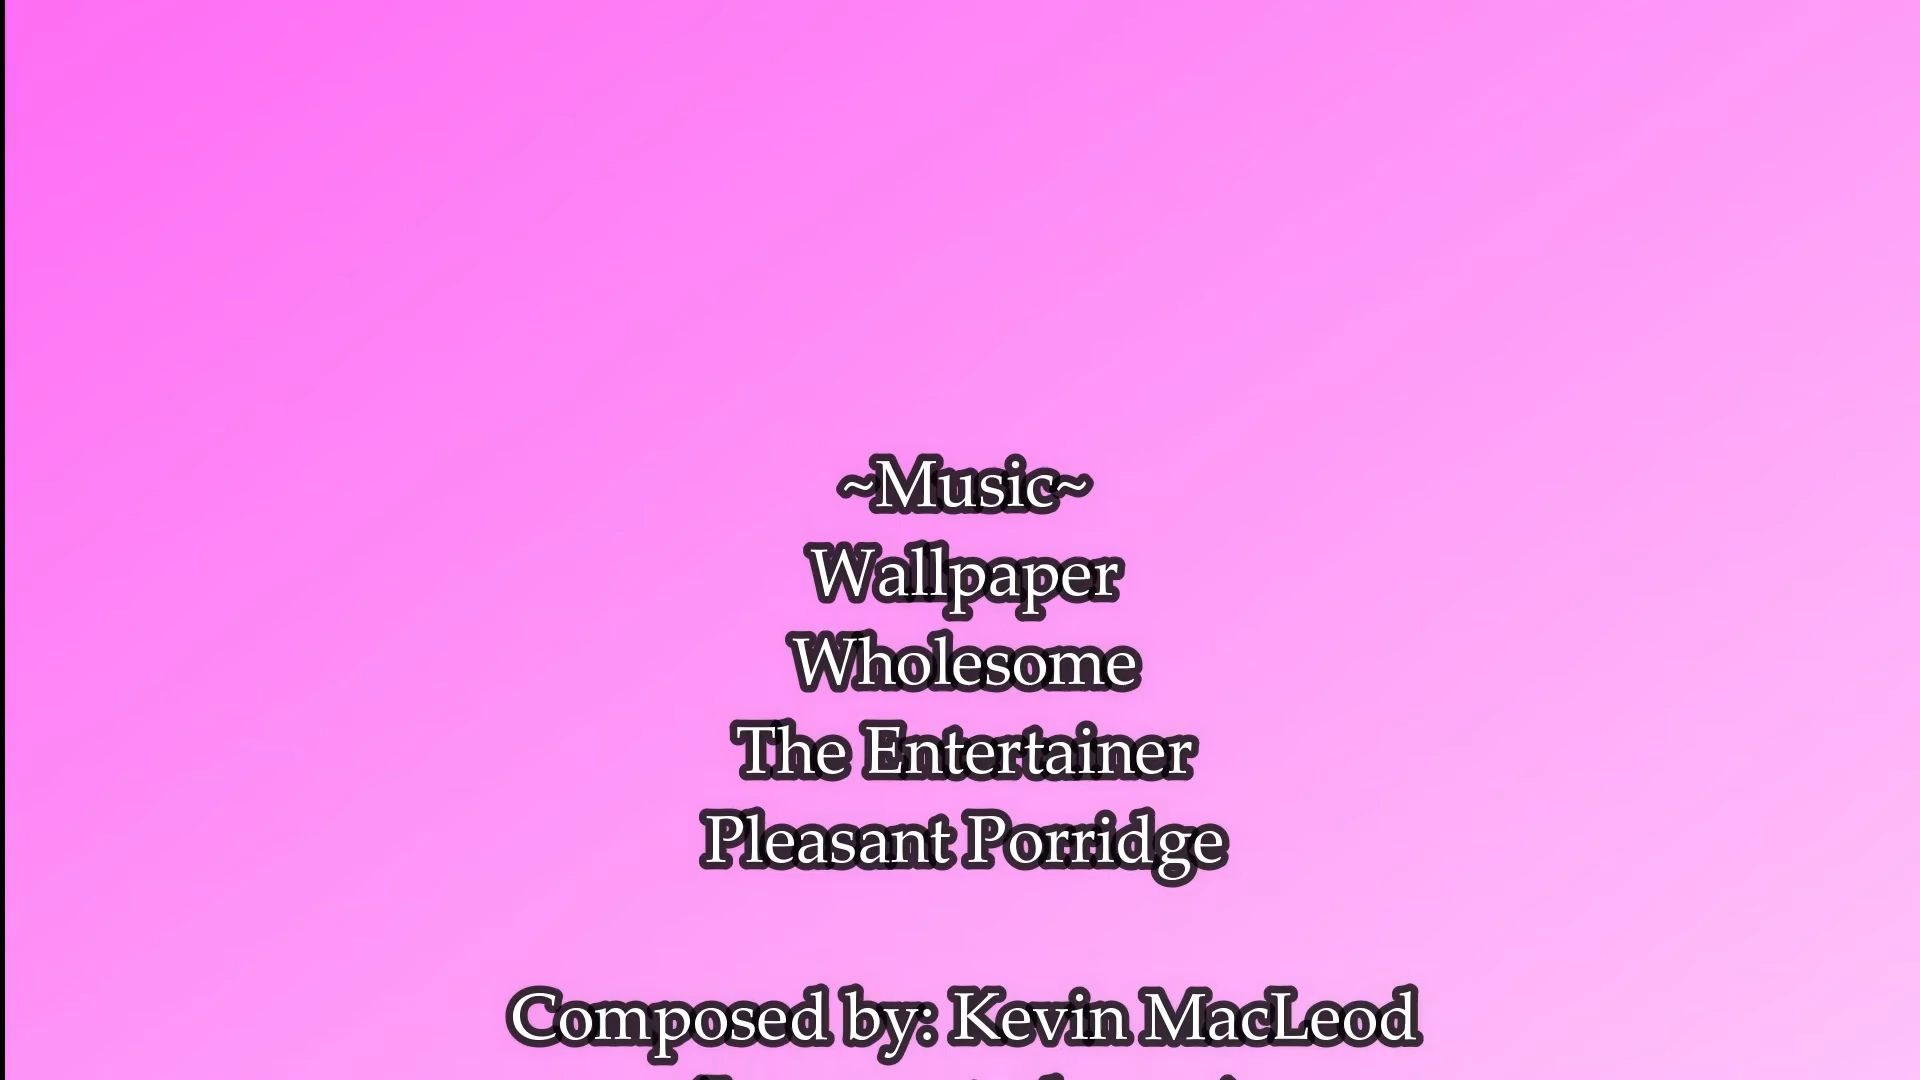 ~Music~
Wallpaper
Wholesome
The Entertainer
Pleasant Porridge
Composed by: Kevin MacLeod